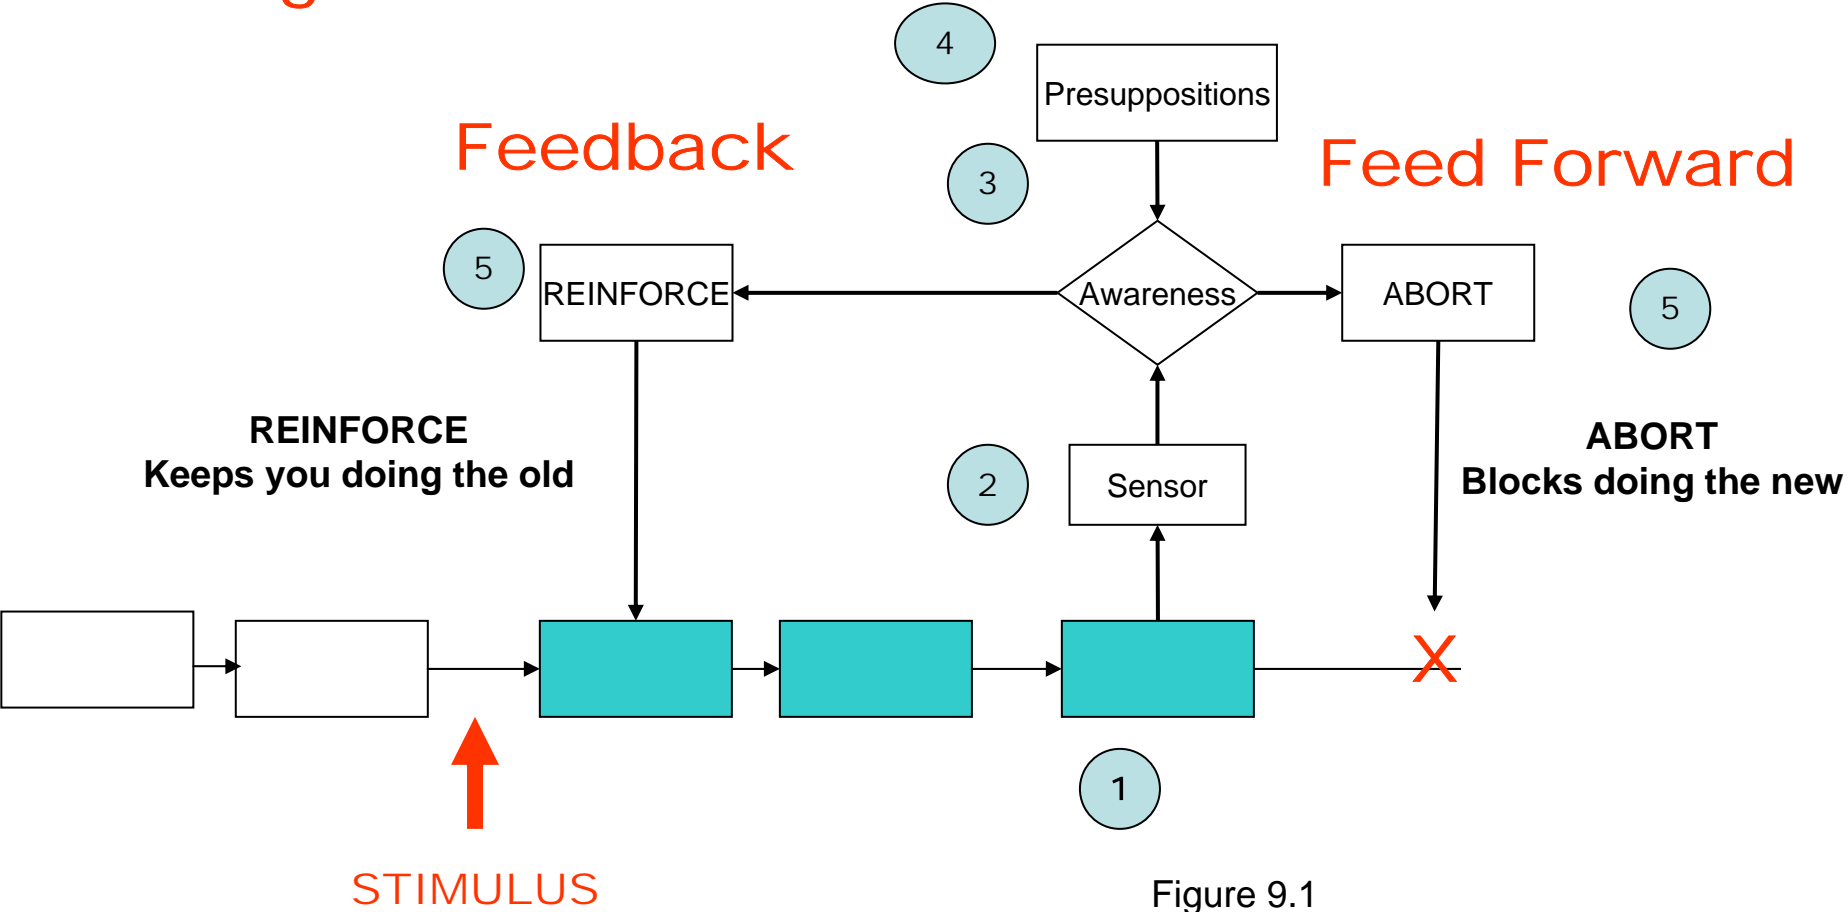 4
Presuppositions
Feedback
Feed Forward
3
5
REINFORCE
Awareness
ABORT
5
REINFORCE
Keeps you doing the old
ABORT
Blocks doing the new
2
Sensor
X
1
STIMULUS
Figure 9.1